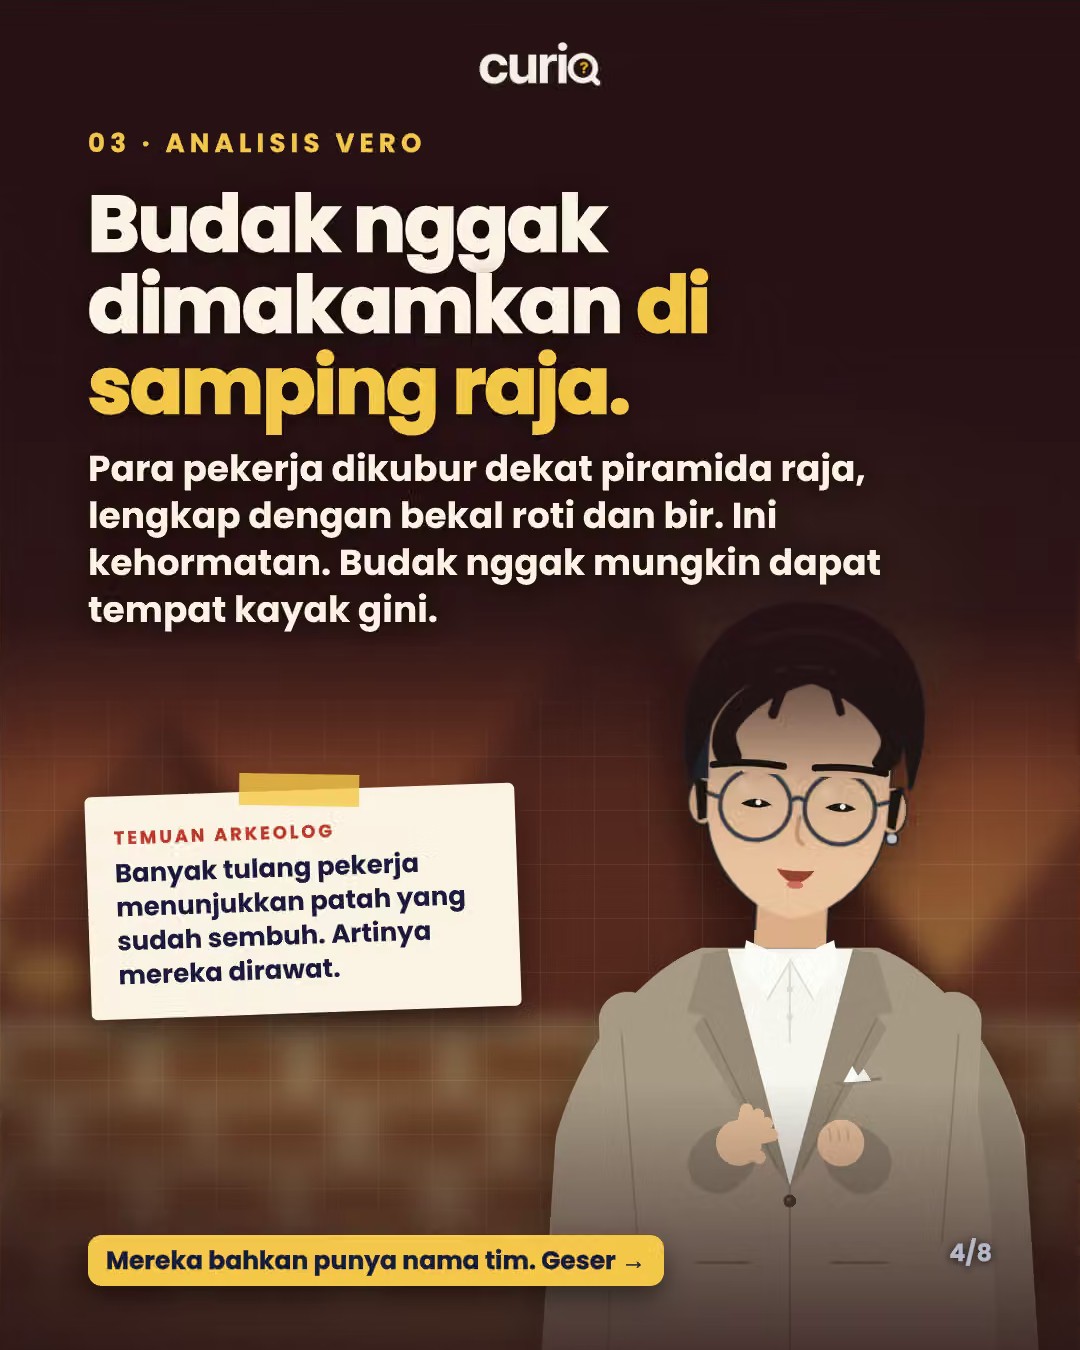 curio
03 · ANALISIS VERO
Budak nggak
dimakamkan di
samping raja.
Para pekerja dikubur dekat piramida raja,
lengkap dengan bekal roti dan bir. Ini
kehormatan. Budak nggak mungkin dapat
tempat kayak gini.
TEMUAN ARKEOLOG
Banyak tulang pekerja
menunjukkan patah yang
sudah sembuh. Artinya
mereka dirawat.
Mereka bahkan punya nama tim. Geser →
4/8